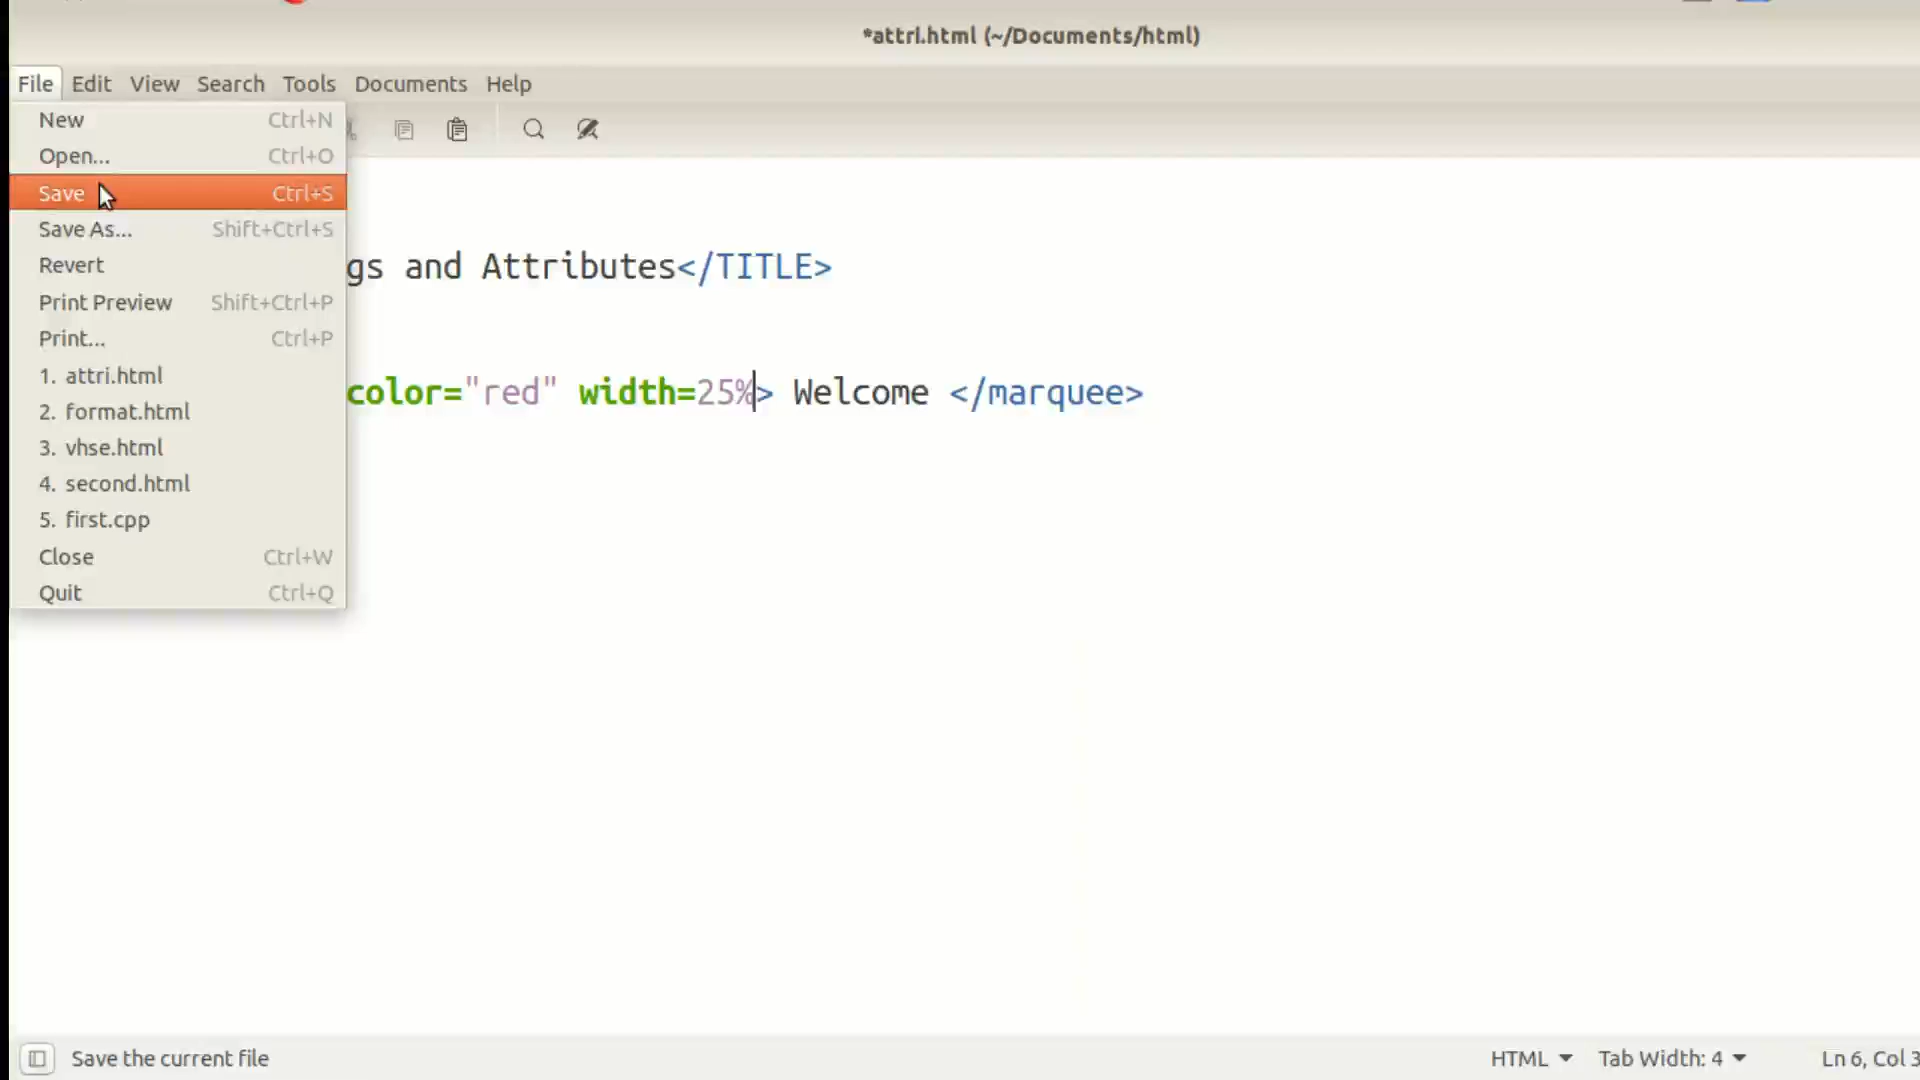 *attri.html (~/Documents/html)
File Edit View Search Tools Documents Help
New Ctrl+N
Open... Ctrl+O
Save Ctrl+S
Save As... Shift+Ctrl+S
gs and Attributes</TITLE>
Revert
Print Preview Shift+Ctrl+P
Print... Ctrl+P
1. attri.html
color="red" width=25%> Welcome </marquee>
2. format.html
3. vhse.html
4. second.html
5. first.cpp
Close Ctrl+W
Quit Ctrl+Q
Save the current file HTML Tab Width: 4 Ln 6, Col 3